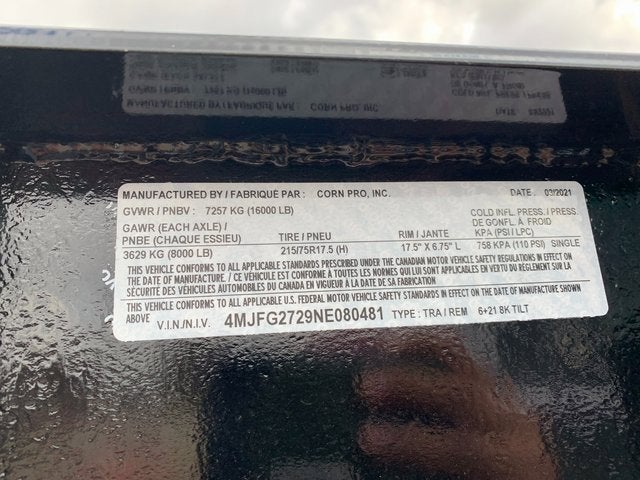 MANUFACTURED BY / FABRIQUÉ PAR : CORN PRO, INC. DATE . 03/2021
GVWR / PNBV : 7257 KG (16000 LB)
GAWR (EACH AXLE) / PNBE (CHAQUE ESSIEU) TIRE / PNEU RIM / JANTE COLD INFL. PRESS./ PRESS. DE GONFL. À FROID KPA (PSI / LPC)
3629 KG (8000 LB) 215/75R17.5 (H) 17.5" X 6.75" L 758 KPA (110 PSI) SINGLE
THIS VEHICLE CONFORMS TO ALL APPLICABLE STANDARDS PRESCRIBED UNDER THE CANADIAN MOTOR VEHICLE SAFETY REGULATIONS IN
EFFECT ON THE DATE OF MANUFACTURE / CE VÉHICULE EST CONFORME À TOUTES LES NORMES QUI LUI SONT APPLICABLES EN VERTU DU RÈGLEMENT SUR LA
SÉCURITÉ DES VÉHICULES AUTOMOBILES DU CANADA EN VIGUEUR À LA DATE DE SA FABRICATION.
THIS VEHICLE CONFORMS TO ALL APPLICABLE U.S. FEDERAL MOTOR VEHICLE SAFETY STANDARDS IN EFFECT ON THE DATE OF MANUFACTURE SHOWN
ABOVE
V.I.N./N.I.V. 4MJFG2729NE080481 TYPE : TRA / REM 6+21.8K TILT